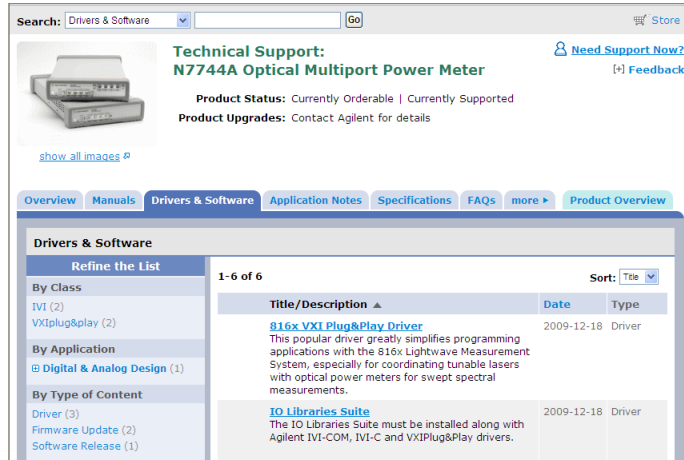 Search: Drivers & Software Go Store
Technical Support:
N7744A Optical Multiport Power Meter
Need Support Now?
[+] Feedback
Product Status: Currently Orderable | Currently Supported
Product Upgrades: Contact Agilent for details
show all images
Overview Manuals Drivers & Software Application Notes Specifications FAQs more Product Overview
Drivers & Software
Refine the List
By Class
IVI (2)
VXIplug&play (2)
By Application
Digital & Analog Design (1)
By Type of Content
Driver (3)
Firmware Update (2)
Software Release (1)
1-6 of 6 Sort: Title
Title/Description Date Type
816x VXI Plug&Play Driver 2009-12-18 Driver
This popular driver greatly simplifies programming
applications with the 816x Lightwave Measurement
System, especially for coordinating tunable lasers
with optical power meters for swept spectral
measurements.
IO Libraries Suite 2009-12-18 Driver
The IO Libraries Suite must be installed along with
Agilent IVI-COM, IVI-C and VXIPlug&Play drivers.